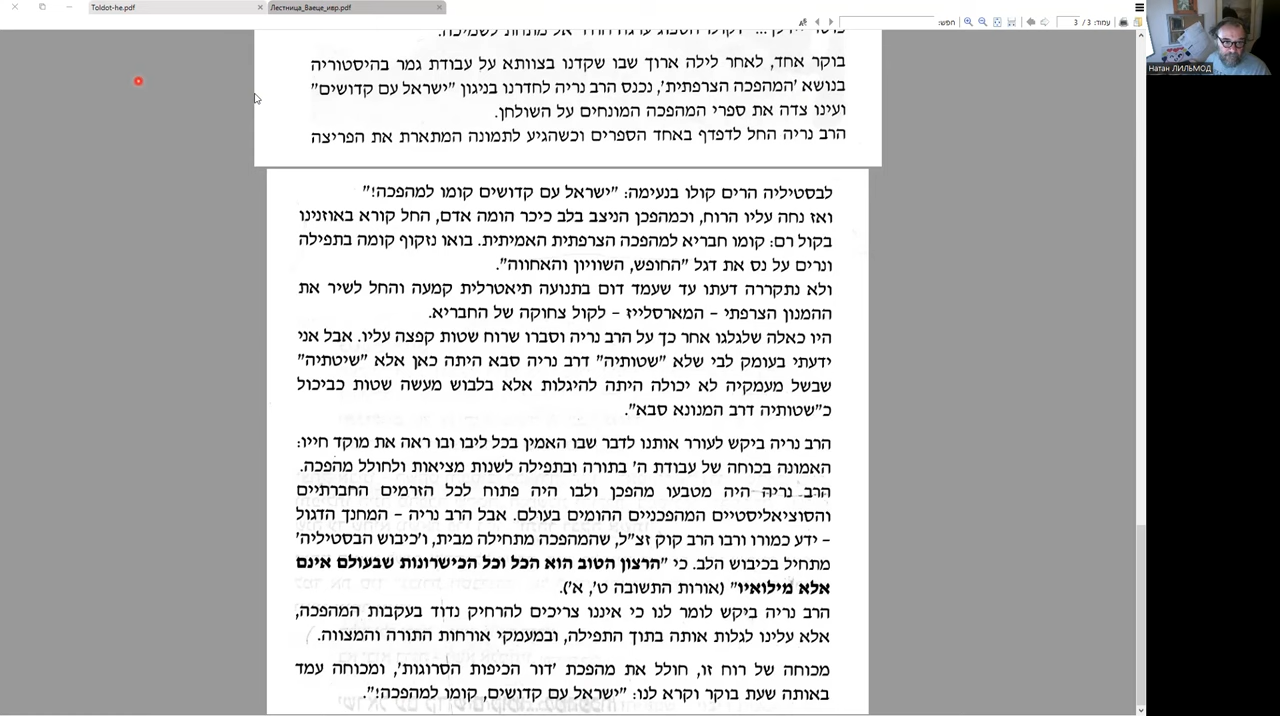 Toldot-he.pdf
Лестница_Ваеце_ивр.pdf
עמוד: 3 / 3
חפש:
Натан ЛИЛЬМОД
בוקר אחד, לאחר לילה ארוך שבו שקדנו בצוותא על עבודת גמר בהיסטוריה
בנושא 'המהפכה הצרפתית', נכנס הרב נריה לחדרנו בניגון "ישראל עם קדושים"
ועינו צדה את ספרי המהפכה המונחים על השולחן.
הרב נריה החל לדפדף באחד הספרים וכשהגיע לתמונה המתארת את הפריצה
לבסטיליה הרים קולו בנעימה: "ישראל עם קדושים קומו למהפכה!"
ואז נחה עליו הרוח, וכמהפכן הניצב בלב כיכר הומה אדם, החל קורא באוזנינו
בקול רם: קומו חבריא למהפכה הצרפתית האמיתית. בואו נזקוף קומה בתפילה
ונרים על נס את דגל "החופש, השוויון והאחווה".
ולא נתקררה דעתו עד שעמד דום בתנועה תיאטרלית קמעה והחל לשיר את
ההמנון הצרפתי – המארסלייז – לקול צחוקה של החבריא.
היו כאלה שלגלגו אחר כך על הרב נריה וסברו שרוח שטות קפצה עליו. אבל אני
ידעתי בעומק לבי שלא "שטותיה" דרב נריה סבא היתה כאן אלא "שיטתיה"
שבשל מעמקיה לא יכולה היתה להיגלות אלא בלבוש מעשה שטות כביכול
כ"שטותיה דרב המנונא סבא".
הרב נריה ביקש לעורר אותנו לדבר שבו האמין בכל ליבו ובו ראה את מוקד חייו:
האמונה בכוחה של עבודת ה' בתורה ובתפילה לשנות מציאות ולחולל מהפכה.
הרב נריה היה מטבעו מהפכן ולבו היה פתוח לכל הזרמים החברתיים
והסוציאליסטיים המהפכניים ההומים בעולם. אבל הרב נריה – המחנך הדגול
– ידע כמורו ורבו הרב קוק זצ"ל, שהמהפכה מתחילה מבית, ו'כיבוש הבסטיליה'
מתחיל בכיבוש הלב. כי "הרצון הטוב הוא הכל וכל הכישרונות שבעולם אינם
אלא מילואיו" (אורות התשובה ט', א').
הרב נריה ביקש לומר לנו כי איננו צריכים להרחיק נדוד בעקבות המהפכה,
אלא עלינו לגלות אותה בתוך התפילה, ובמעמקי אורחות התורה והמצווה.
מכוחה של רוח זו, חולל את מהפכת 'דור הכיפות הסרוגות', ומכוחה עמד
באותה שעת בוקר וקרא לנו: "ישראל עם קדושים, קומו למהפכה!".